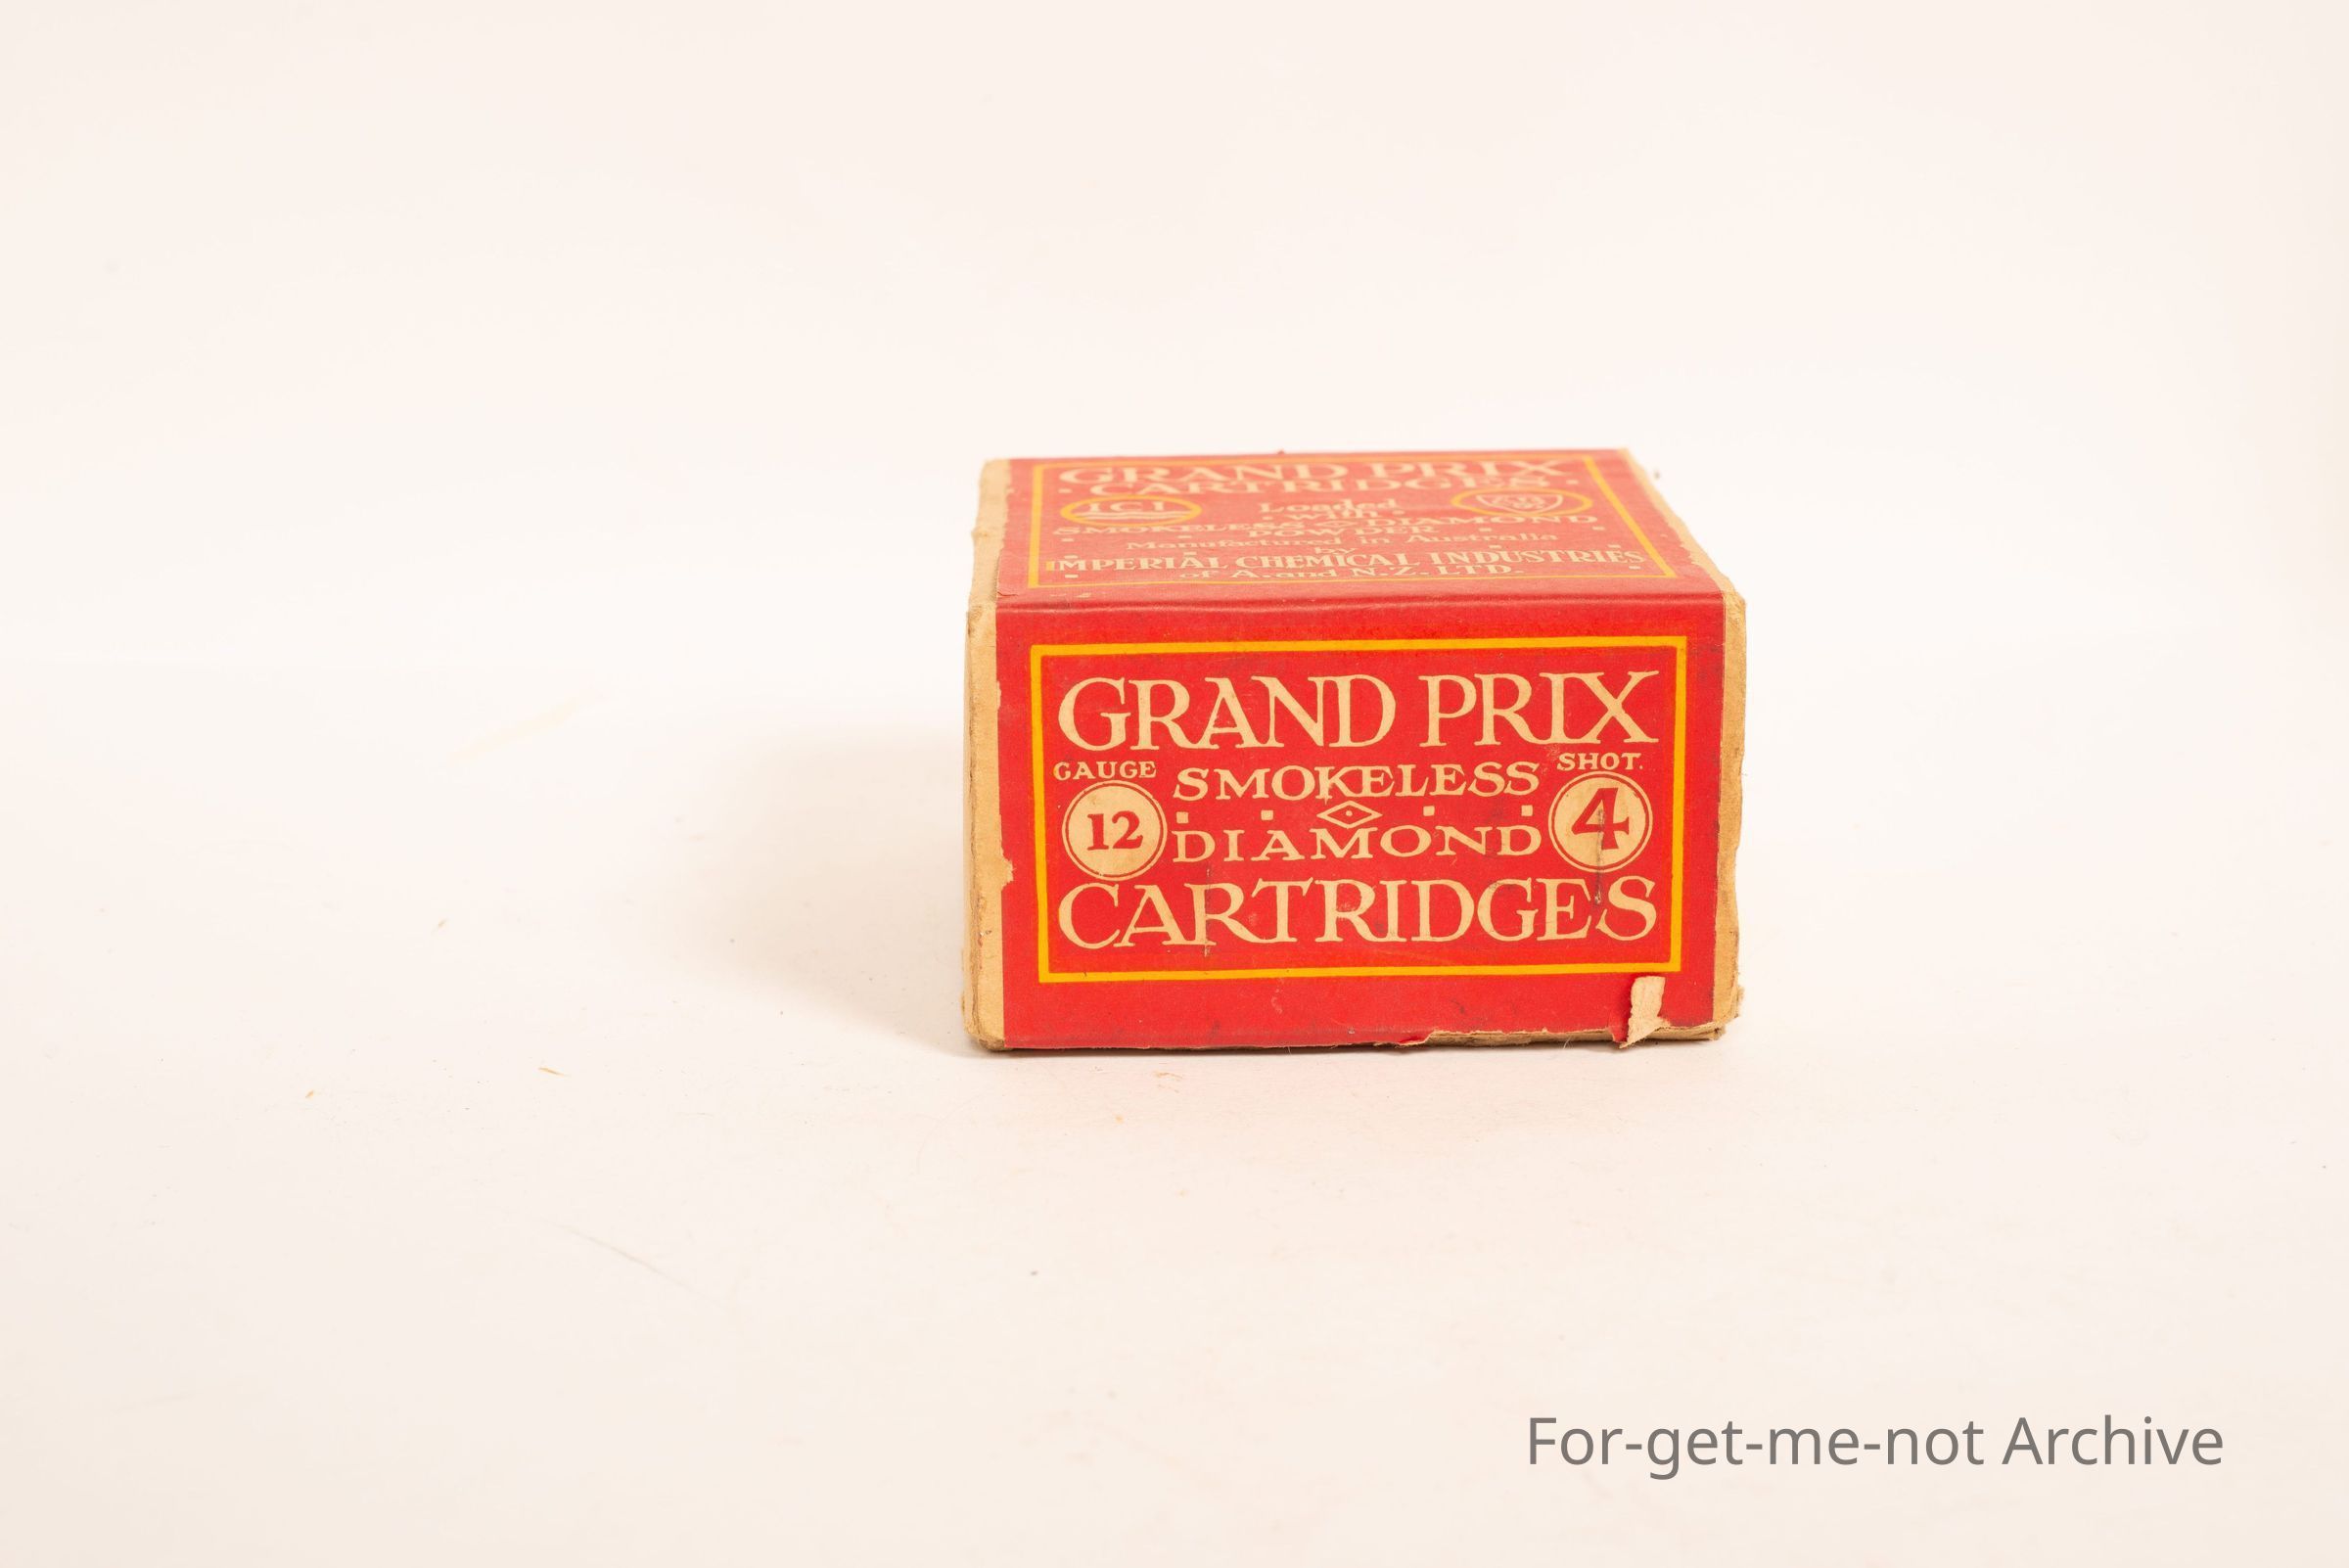 GRAND PRIX
CARTRIDGES
ICI
Loaded
with
SMOKELESS DIAMOND
POWDER
Manufactured in Australia
by
IMPERIAL CHEMICAL INDUSTRIES
of A. and N.Z. LTD.
GRAND PRIX
GAUGE SMOKELESS SHOT.
12 DIAMOND 4
CARTRIDGES
For-get-me-not Archive